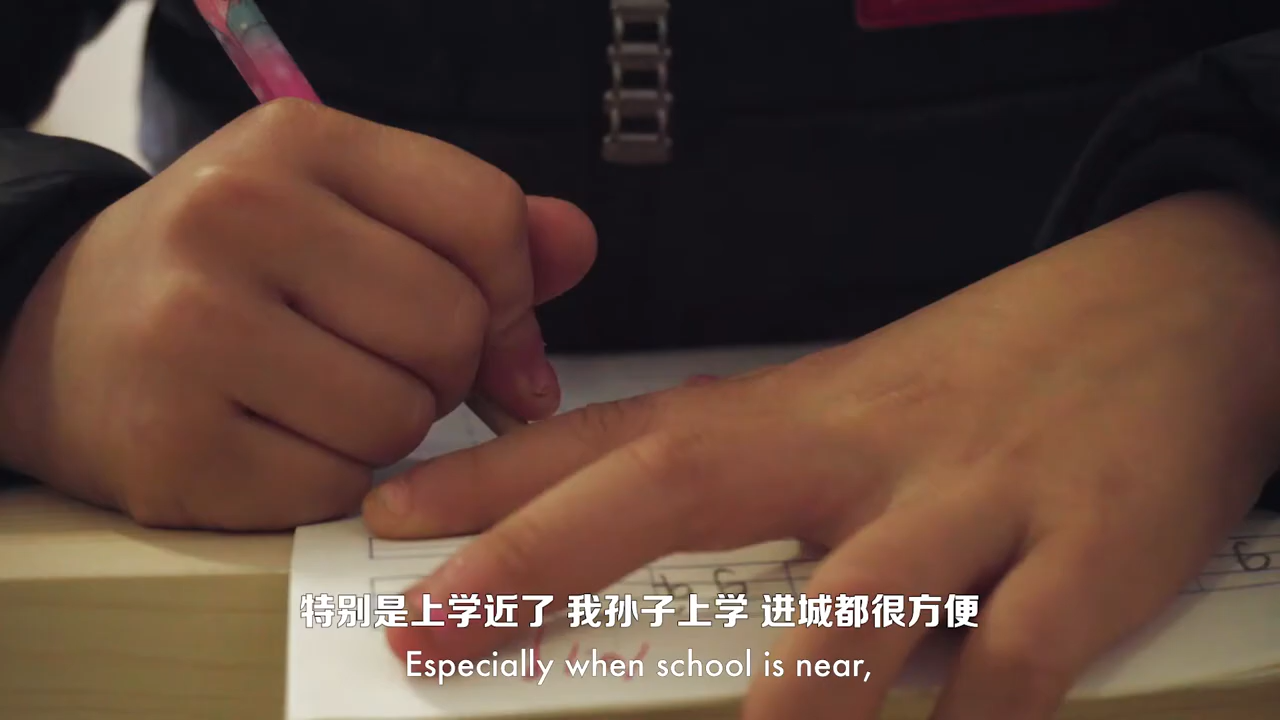 特别是上学近了 我孙子上学 进城都很方便
Especially when school is near,